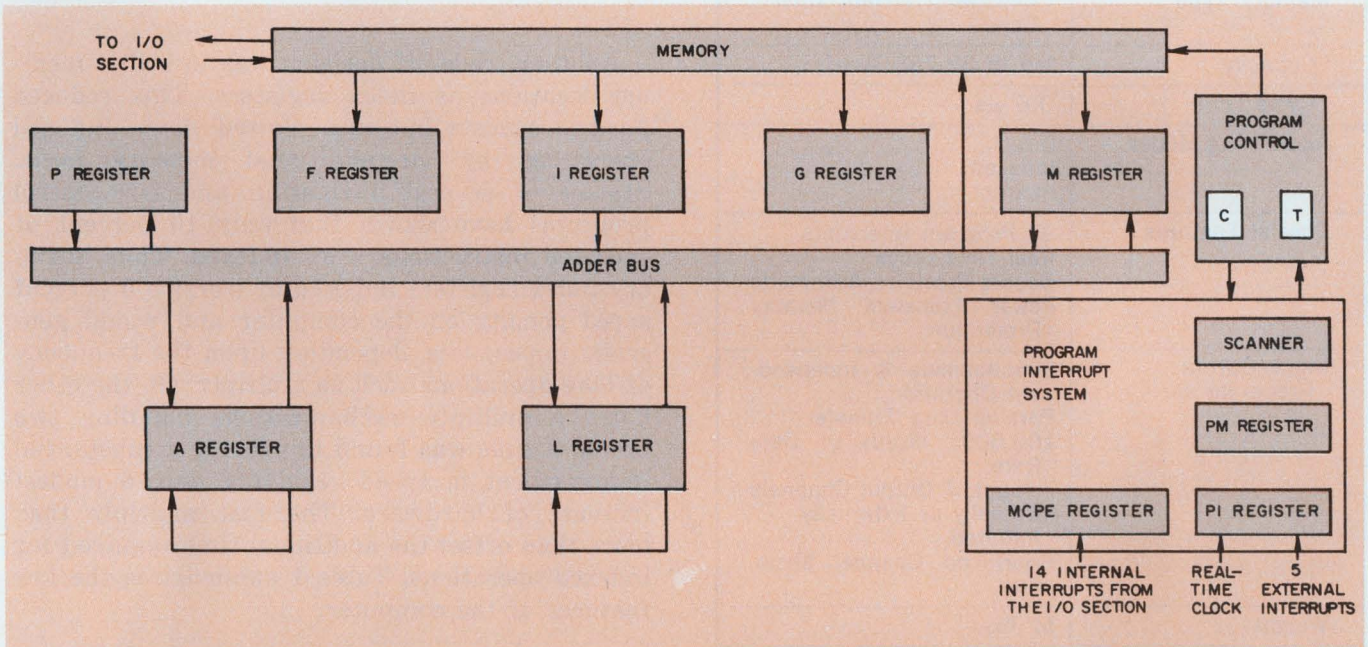 TO I/O
SECTION
MEMORY
P REGISTER
F REGISTER
I REGISTER
G REGISTER
M REGISTER
PROGRAM
CONTROL
C
T
ADDER BUS
A REGISTER
L REGISTER
PROGRAM
INTERRUPT
SYSTEM
SCANNER
PM REGISTER
MCPE REGISTER
PI REGISTER
14 INTERNAL
INTERRUPTS FROM
THE I/O SECTION
REAL-
TIME
CLOCK
5
EXTERNAL
INTERRUPTS